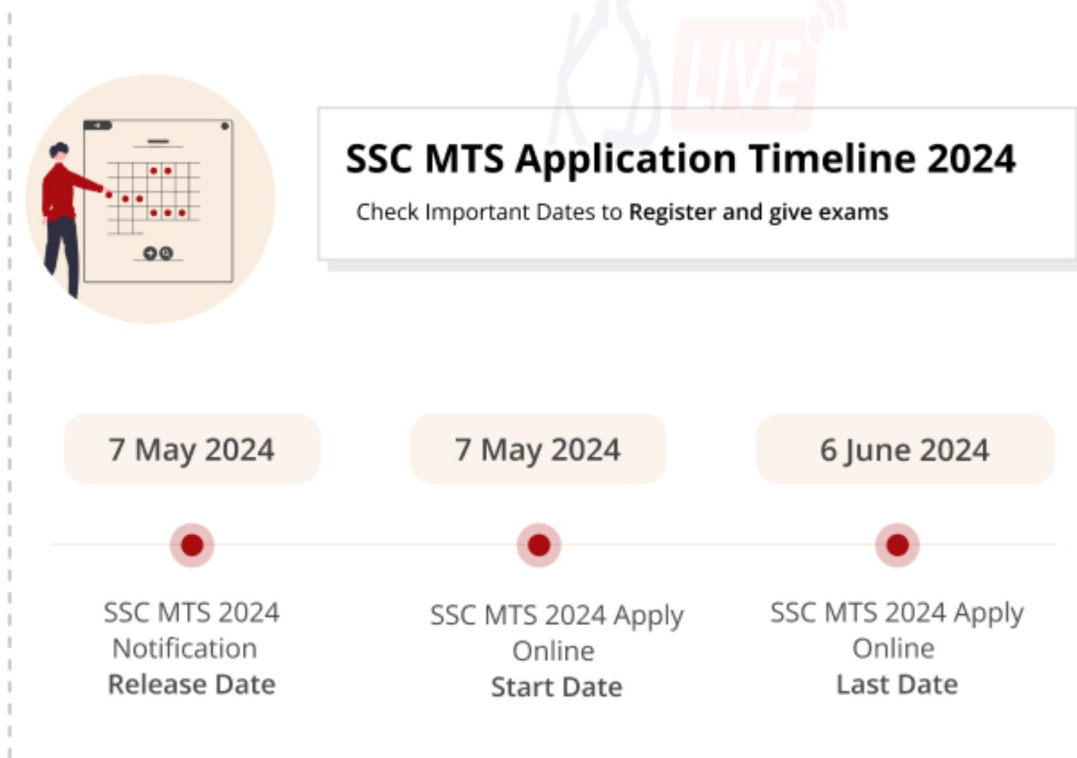 LIVE
SSC MTS Application Timeline 2024
Check Important Dates to Register and give exams
7 May 2024
7 May 2024
6 June 2024
SSC MTS 2024
Notification
Release Date
SSC MTS 2024 Apply
Online
Start Date
SSC MTS 2024 Apply
Online
Last Date